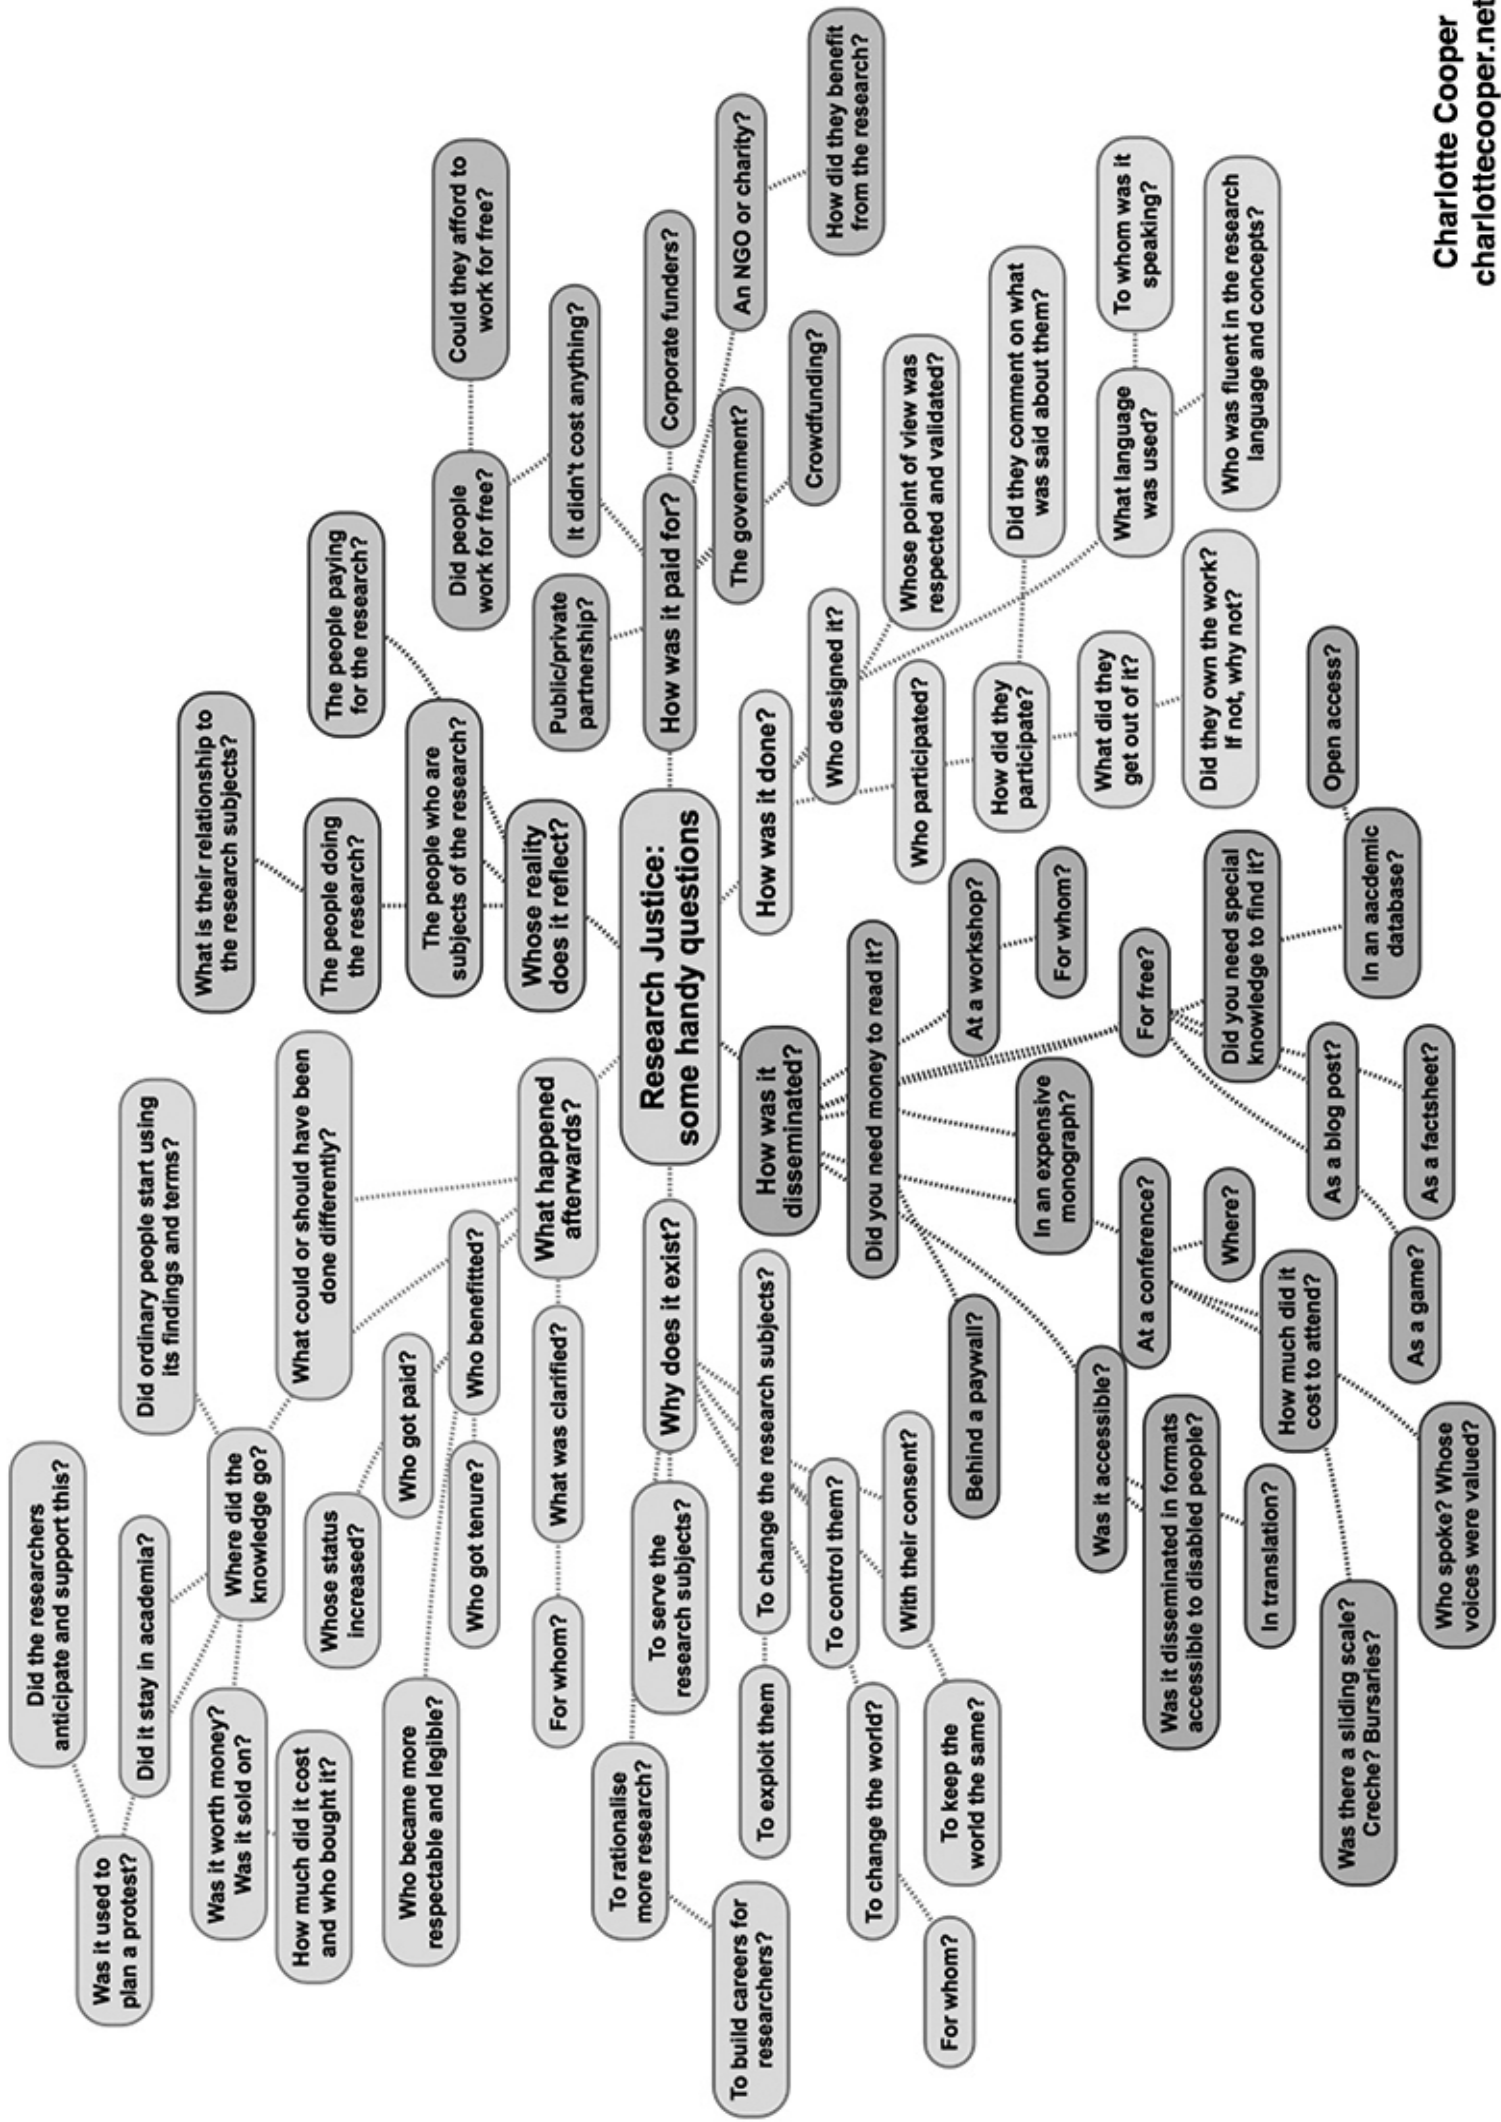 Research Justice:
some handy questions
Whose reality
does it reflect?
The people who are
subjects of the research?
The people doing
the research?
What is their relationship to
the research subjects?
The people paying
for the research?
How was it paid for?
Public/private
partnership?
It didn't cost anything?
Did people
work for free?
Could they afford to
work for free?
Corporate funders?
An NGO or charity?
How did they benefit
from the research?
The government?
Crowdfunding?
How was it done?
Who designed it?
Whose point of view was
respected and validated?
What language
was used?
To whom was it
speaking?
Who was fluent in the research
language and concepts?
Who participated?
How did they
participate?
Did they comment on what
was said about them?
What did they
get out of it?
Did they own the work?
If not, why not?
How was it
disseminated?
Did you need money to read it?
At a workshop?
For whom?
For free?
Did you need special
knowledge to find it?
In an aacdemic
database?
Open access?
As a blog post?
As a factsheet?
As a game?
In an expensive
monograph?
At a conference?
Where?
How much did it
cost to attend?
Who spoke? Whose
voices were valued?
Was there a sliding scale?
Creche? Bursaries?
Behind a paywall?
Was it accessible?
Was it disseminated in formats
accessible to disabled people?
In translation?
Why does it exist?
To serve the
research subjects?
To rationalise
more research?
To build careers for
researchers?
To change the research subjects?
To exploit them
To control them?
To change the world?
For whom?
With their consent?
To keep the
world the same?
What happened
afterwards?
What was clarified?
For whom?
Who benefitted?
Who got tenure?
Who became more
respectable and legible?
Who got paid?
Whose status
increased?
What could or should have been
done differently?
Where did the
knowledge go?
Did ordinary people start using
its findings and terms?
Did it stay in academia?
Was it used to
plan a protest?
Did the researchers
anticipate and support this?
Was it worth money?
Was it sold on?
How much did it cost
and who bought it?
Charlotte Cooper
charlottecooper.net